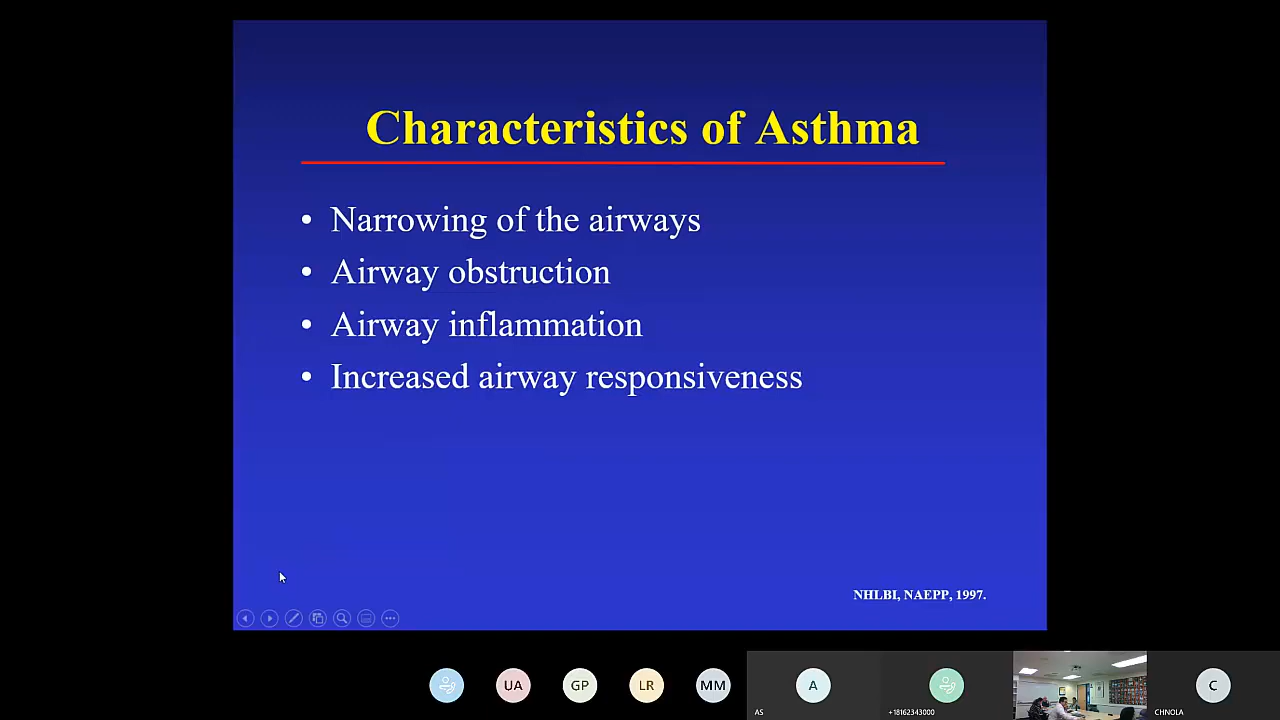 Characteristics of Asthma
• Narrowing of the airways
• Airway obstruction
• Airway inflammation
• Increased airway responsiveness
NHLBI, NAEPP, 1997.
UA
GP
LR
MM
A
C
AS
+18162343000
CHNOLA